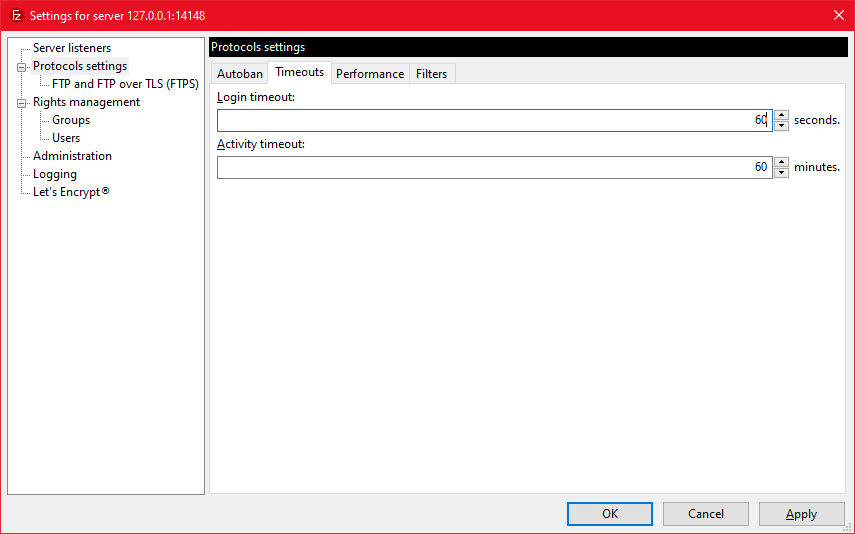 Settings for server 127.0.0.1:14148
Server listeners
Protocols settings
FTP and FTP over TLS (FTPS)
Rights management
Groups
Users
Administration
Logging
Let's Encrypt®
Protocols settings
Autoban Timeouts Performance Filters
Login timeout:
60 seconds.
Activity timeout:
60 minutes.
OK Cancel Apply